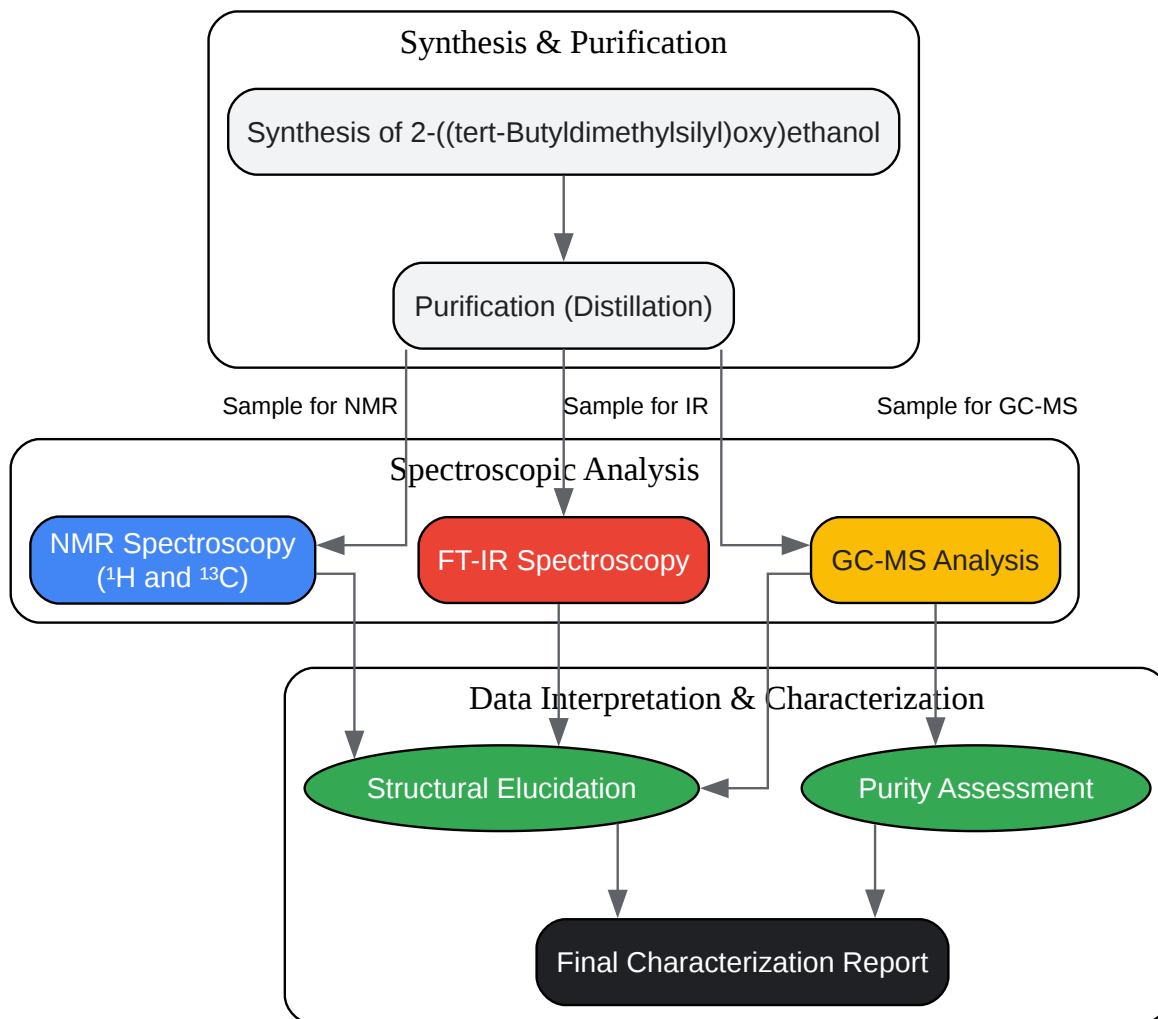 Synthesis & Purification
Synthesis of 2-((tert-Butyldimethylsilyl)oxy)ethanol
Purification (Distillation)
Sample for NMR
Sample for IR
Sample for GC-MS
Spectroscopic Analysis
NMR Spectroscopy
(¹H and ¹³C)
FT-IR Spectroscopy
GC-MS Analysis
Data Interpretation & Characterization
Structural Elucidation
Purity Assessment
Final Characterization Report